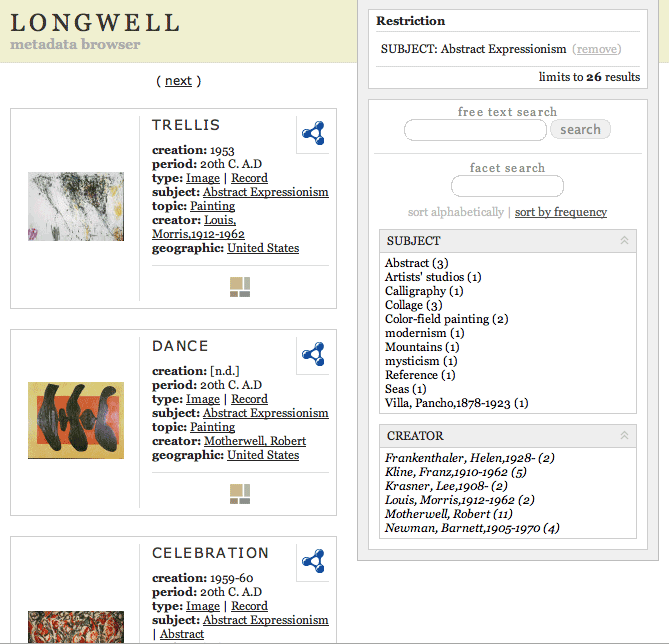 LONGWELL
metadata browser
( next )
TRELLIS
creation: 1953
period: 20th C. A.D
type: Image | Record
subject: Abstract Expressionism
topic: Painting
creator: Louis,
Morris,1912-1962
geographic: United States
DANCE
creation: [n.d.]
period: 20th C. A.D
type: Image | Record
subject: Abstract Expressionism
topic: Painting
creator: Motherwell, Robert
geographic: United States
CELEBRATION
creation: 1959-60
period: 20th C. A.D
type: Image | Record
subject: Abstract Expressionism
| Abstract
Restriction
SUBJECT: Abstract Expressionism (remove)
limits to 26 results
free text search
search
facet search
sort alphabetically | sort by frequency
SUBJECT
Abstract (3)
Artists' studios (1)
Calligraphy (1)
Collage (3)
Color-field painting (2)
modernism (1)
Mountains (1)
mysticism (1)
Reference (1)
Seas (1)
Villa, Pancho,1878-1923 (1)
CREATOR
Frankenthaler, Helen,1928- (2)
Kline, Franz,1910-1962 (5)
Krasner, Lee,1908- (2)
Louis, Morris,1912-1962 (2)
Motherwell, Robert (11)
Newman, Barnett,1905-1970 (4)